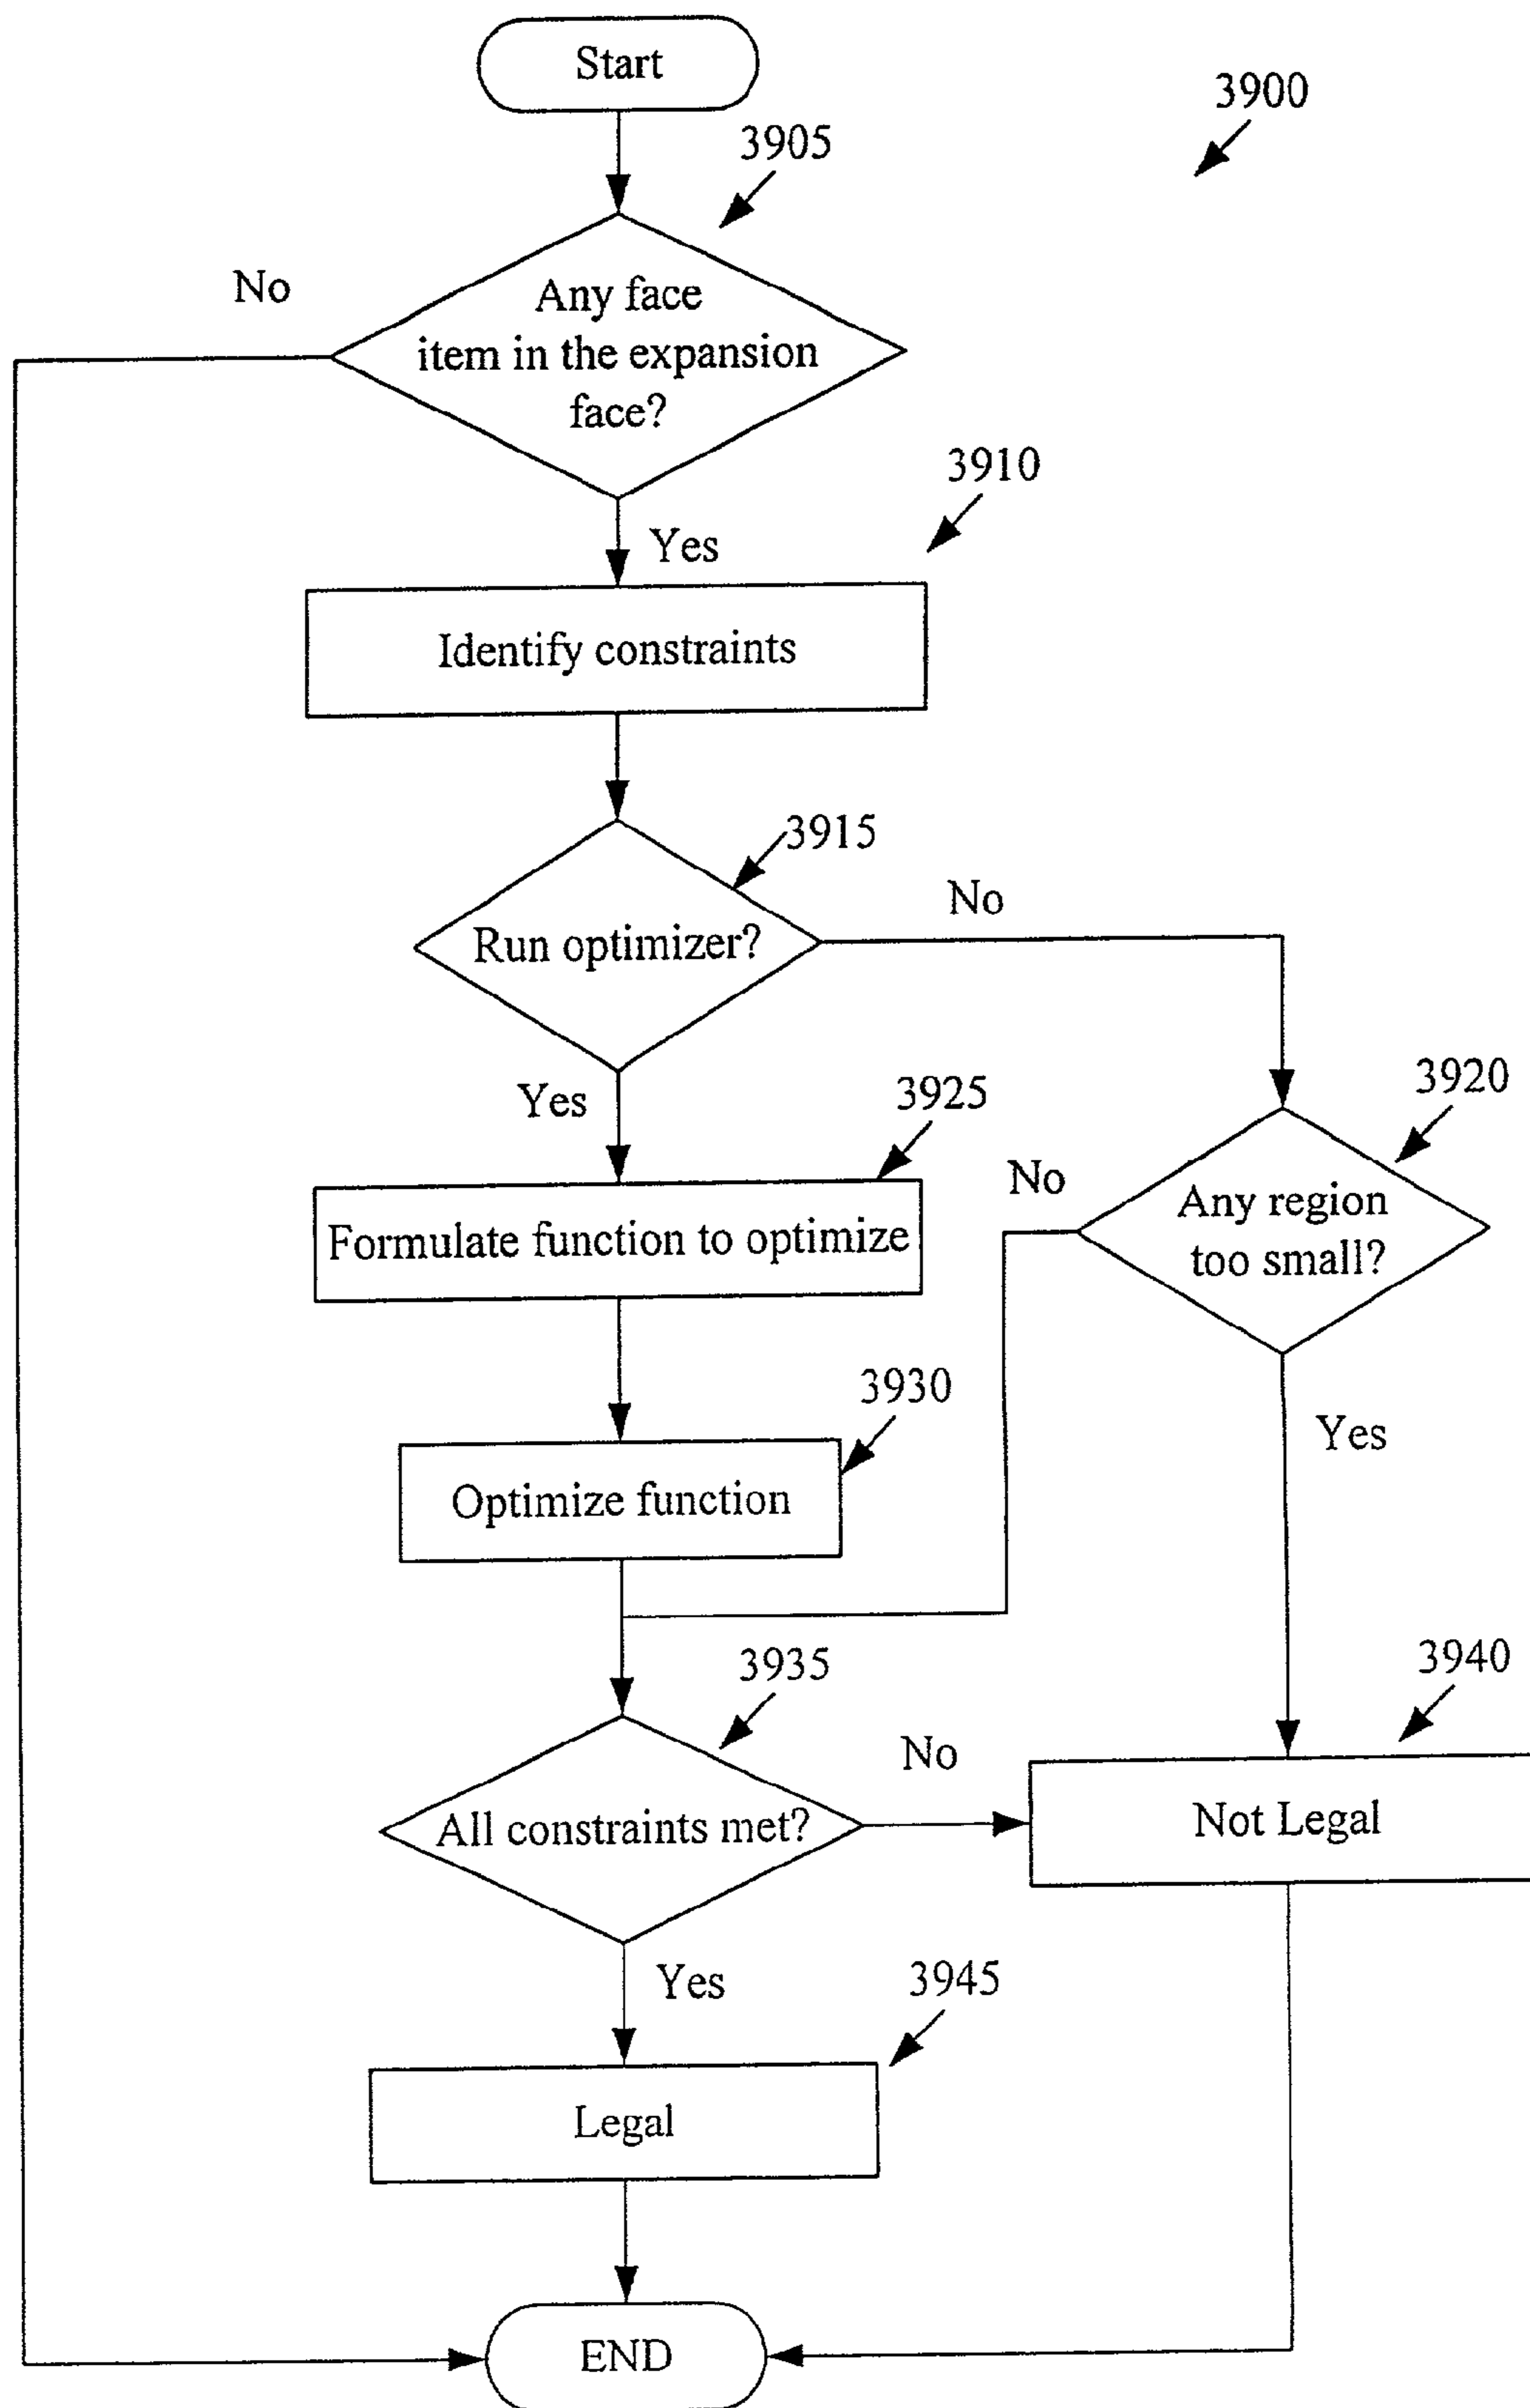 Start
3900
3905
No
Any face
item in the expansion
face?
3910
Yes
Identify constraints
3915
No
Run optimizer?
Yes
3925
3920
No
Any region
too small?
Formulate function to optimize
3930
Yes
Optimize function
3935
3940
No
All constraints met?
Not Legal
Yes
3945
Legal
END